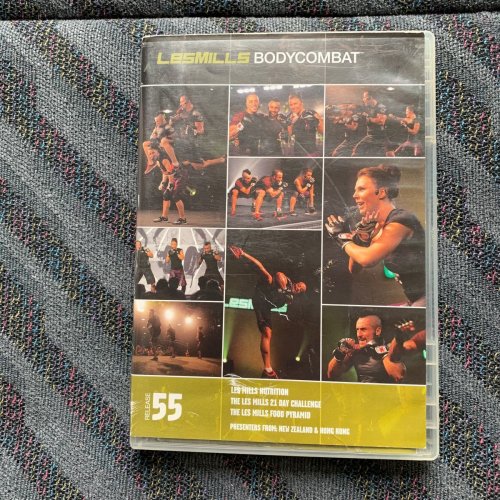 LESMILLS BODYCOMBAT
LESMILLS
RELEASE 55
LES MILLS NUTRITION
THE LES MILLS 21 DAY CHALLENGE
THE LES MILLS FOOD PYRAMID
PRESENTERS FROM: NEW ZEALAND & HONG KONG